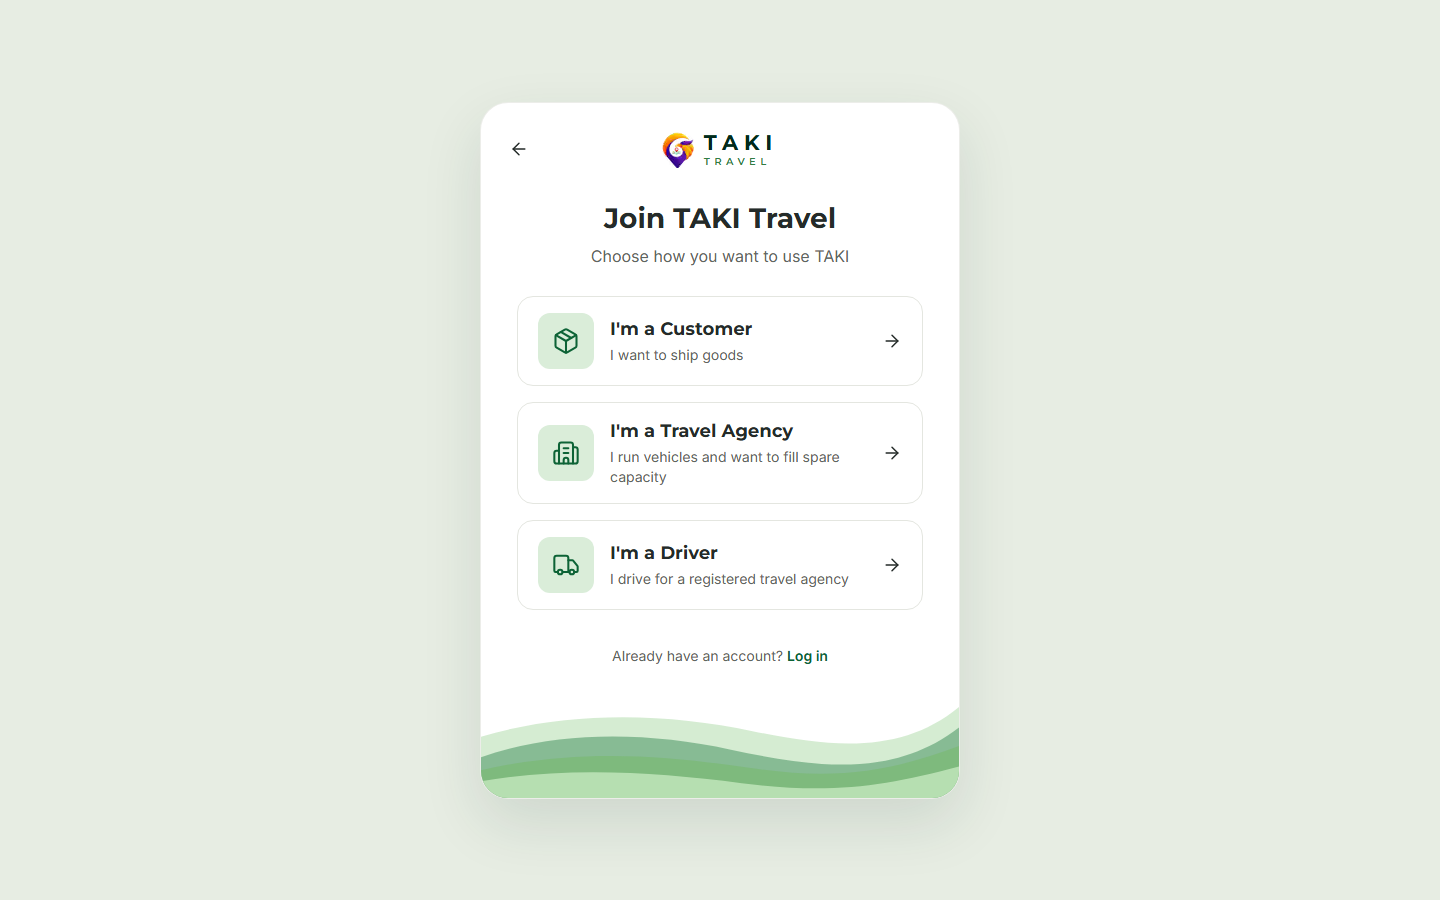 TAKI
TRAVEL
Join TAKI Travel
Choose how you want to use TAKI
I'm a Customer
I want to ship goods
I'm a Travel Agency
I run vehicles and want to fill spare
capacity
I'm a Driver
I drive for a registered travel agency
Already have an account? Log in